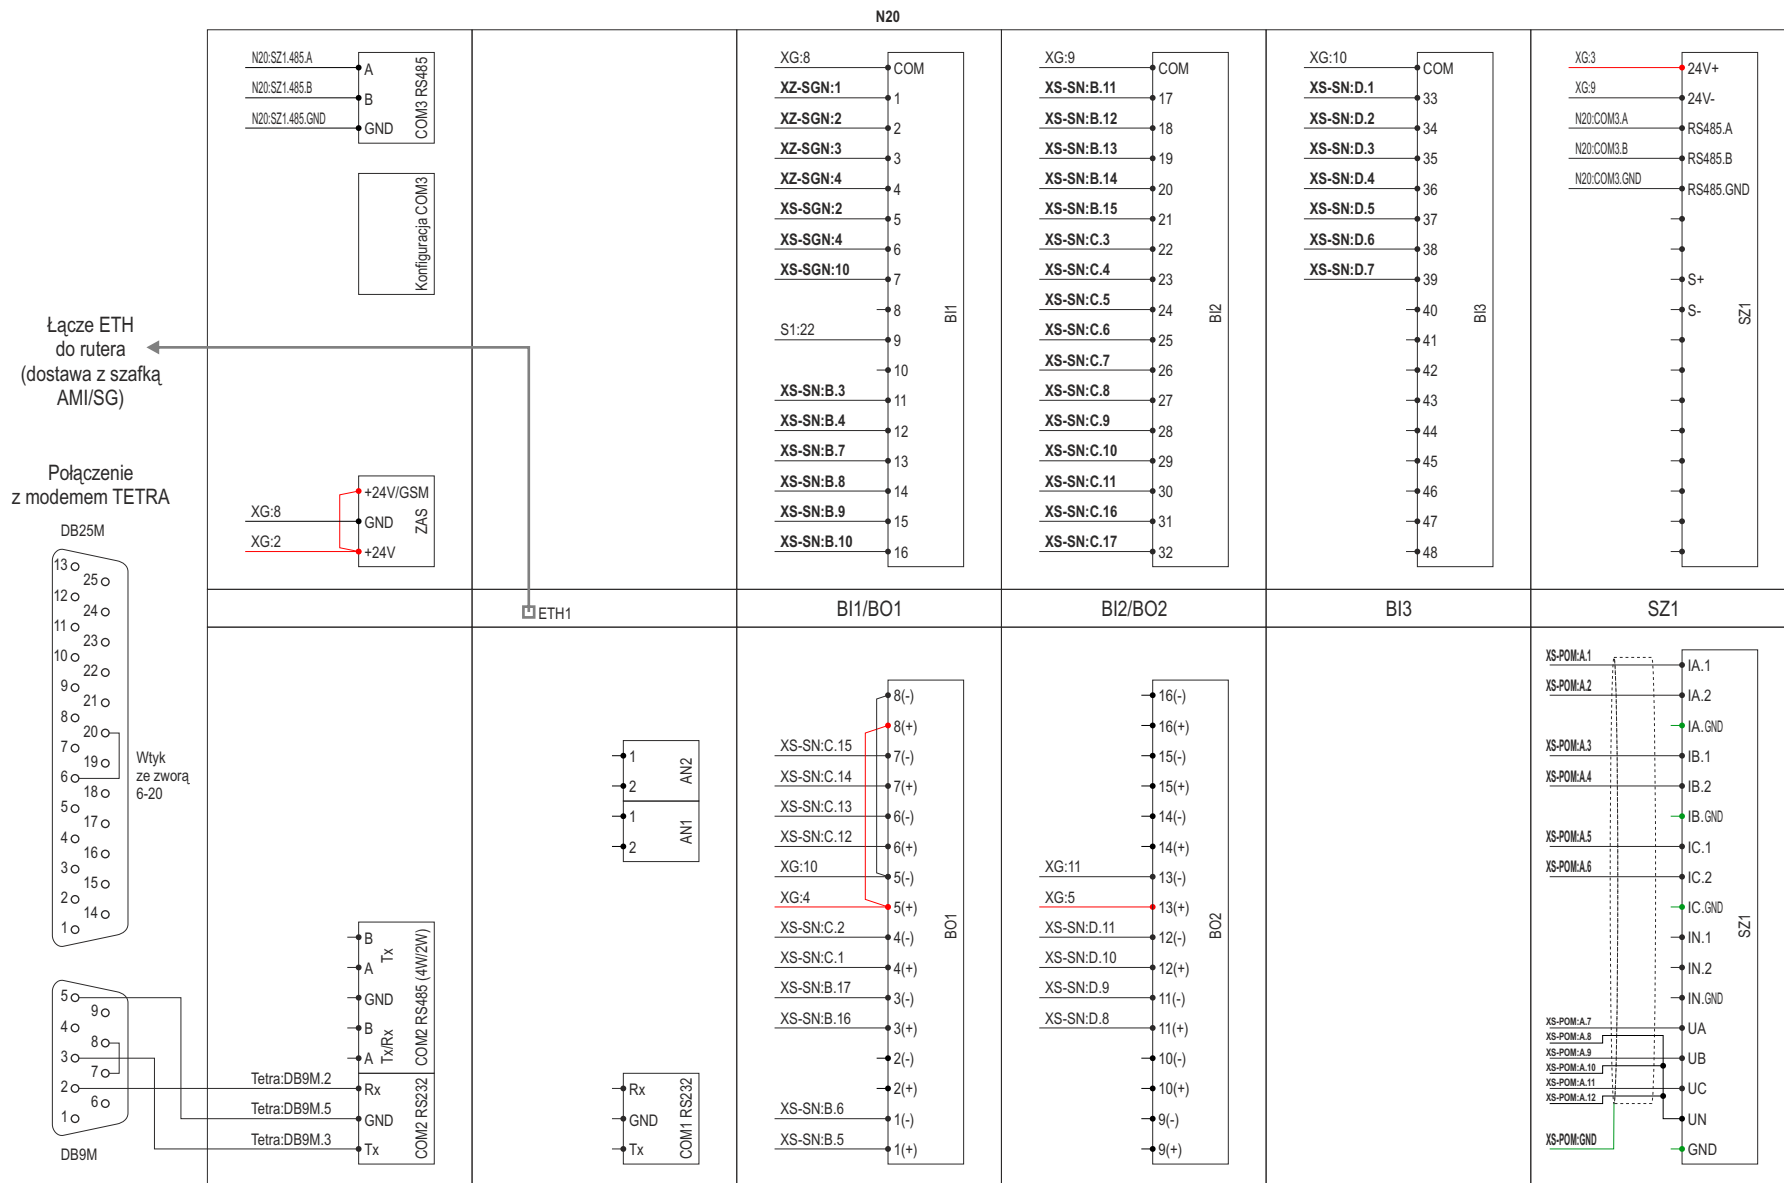 N20
N20:SZ1.485.A
A
N20:SZ1.485.B
B
N20:SZ1.485.GND
GND
COM3 RS485
Konfiguracja COM3
Łącze ETH
do rutera
(dostawa z szafką
AMI/SG)
+24V/GSM
XG:8
GND
XG:2
+24V
ZAS
ETH1
XG:8
COM
XZ-SGN:1
1
XZ-SGN:2
2
XZ-SGN:3
3
XZ-SGN:4
4
XS-SGN:2
5
XS-SGN:4
6
XS-SGN:10
7
8
S1:22
9
10
XS-SN:B.3
11
XS-SN:B.4
12
XS-SN:B.7
13
XS-SN:B.8
14
XS-SN:B.9
15
XS-SN:B.10
16
BI1
XG:9
COM
XS-SN:B.11
17
XS-SN:B.12
18
XS-SN:B.13
19
XS-SN:B.14
20
XS-SN:B.15
21
XS-SN:C.3
22
XS-SN:C.4
23
XS-SN:C.5
24
XS-SN:C.6
25
XS-SN:C.7
26
XS-SN:C.8
27
XS-SN:C.9
28
XS-SN:C.10
29
XS-SN:C.11
30
XS-SN:C.16
31
XS-SN:C.17
32
BI2
XG:10
COM
XS-SN:D.1
33
XS-SN:D.2
34
XS-SN:D.3
35
XS-SN:D.4
36
XS-SN:D.5
37
XS-SN:D.6
38
XS-SN:D.7
39
40
41
42
43
44
45
46
47
48
BI3
XG:3
24V+
XG:9
24V-
N20:COM3.A
RS485.A
N20:COM3.B
RS485.B
N20:COM3.GND
RS485.GND
S+
S-
SZ1
BI1/BO1
BI2/BO2
BI3
SZ1
Połączenie
z modemem TETRA
DB25M
13
25
12
24
11
23
10
22
9
21
8
20
7
19
6
18
5
17
4
16
3
15
2
14
1
Wtyk
ze zworą
6-20
5
9
4
8
3
7
2
6
1
DB9M
B
Tx
A
GND
B
Tx/Rx
A
COM2 RS485 (4W/2W)
Tetra:DB9M.2
Rx
Tetra:DB9M.5
GND
Tetra:DB9M.3
Tx
COM2 RS232
1
2
AN2
1
2
AN1
Rx
GND
Tx
COM1 RS232
8(-)
8(+)
XS-SN:C.15
7(-)
XS-SN:C.14
7(+)
XS-SN:C.13
6(-)
XS-SN:C.12
6(+)
XG:10
5(-)
XG:4
5(+)
XS-SN:C.2
4(-)
XS-SN:C.1
4(+)
XS-SN:B.17
3(-)
XS-SN:B.16
3(+)
2(-)
2(+)
XS-SN:B.6
1(-)
XS-SN:B.5
1(+)
BO1
16(-)
16(+)
15(-)
15(+)
14(-)
14(+)
XG:11
13(-)
XG:5
13(+)
XS-SN:D.11
12(-)
XS-SN:D.10
12(+)
XS-SN:D.9
11(-)
XS-SN:D.8
11(+)
10(-)
10(+)
9(-)
9(+)
BO2
XS-POM:A.1
IA.1
XS-POM:A.2
IA.2
IA.GND
XS-POM:A.3
IB.1
XS-POM:A.4
IB.2
IB.GND
XS-POM:A.5
IC.1
XS-POM:A.6
IC.2
IC.GND
IN.1
IN.2
IN.GND
XS-POM:A.7
UA
XS-POM:A.8
XS-POM:A.9
UB
XS-POM:A.10
XS-POM:A.11
UC
XS-POM:A.12
UN
XS-POM:GND
GND
SZ1